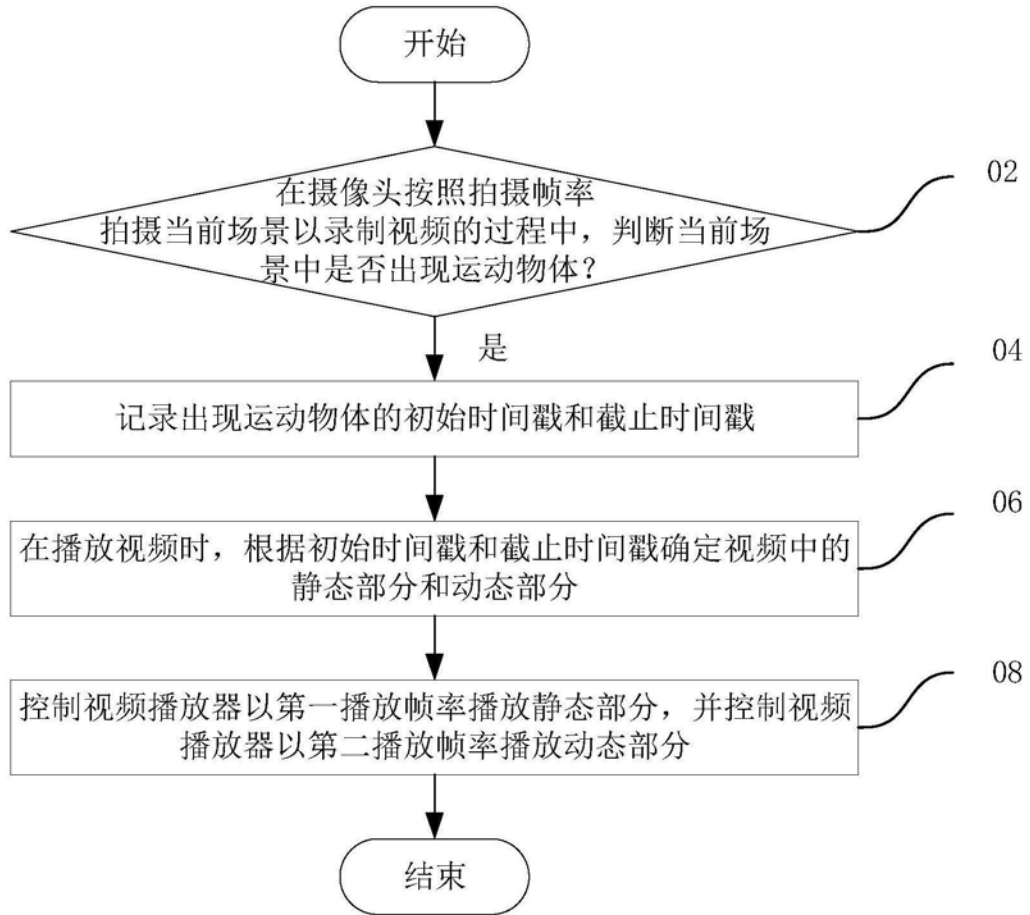 开始
在摄像头按照拍摄帧率
拍摄当前场景以录制视频的过程中，判断当前场
景中是否出现运动物体？
02
是
04
记录出现运动物体的初始时间戳和截止时间戳
06
在播放视频时，根据初始时间戳和截止时间戳确定视频中的
静态部分和动态部分
08
控制视频播放器以第一播放帧率播放静态部分，并控制视频
播放器以第二播放帧率播放动态部分
结束